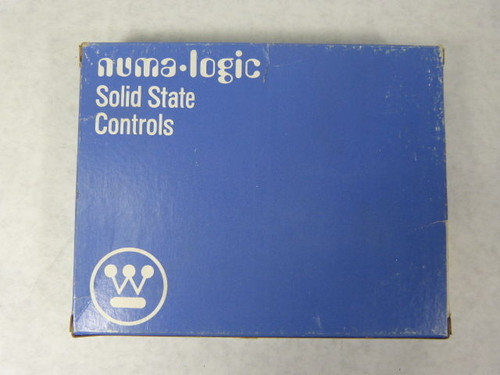 numa·logic
Solid State
Controls
W